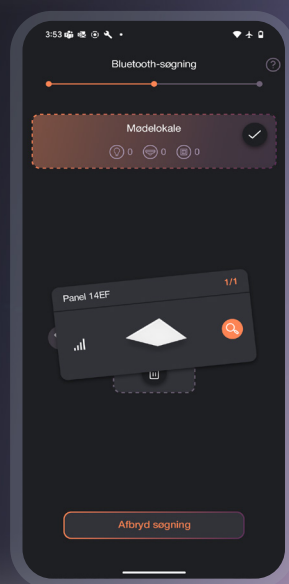 3:53
Bluetooth-søgning
?
Mødelokale
0 0 0
Panel 14EF 1/1
Afbryd søgning